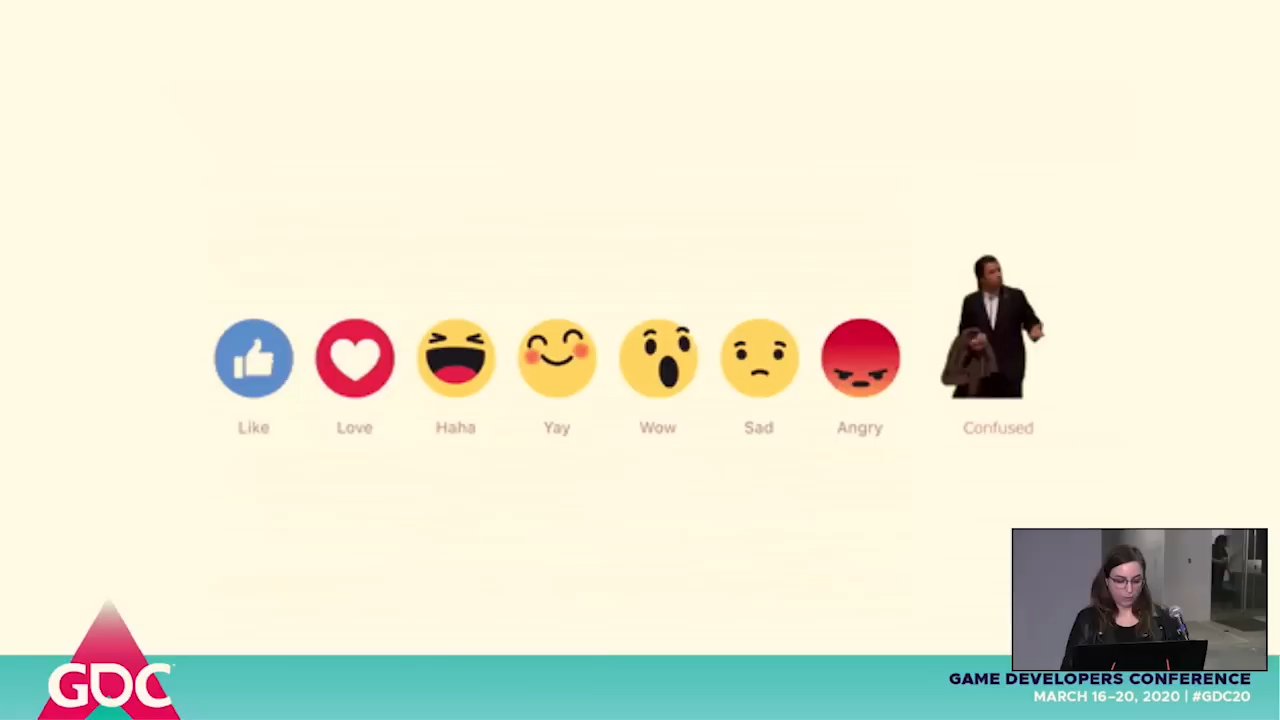 Like
Love
Haha
Yay
Wow
Sad
Angry
Confused
GDC
GAME DEVELOPERS CONFERENCE
MARCH 16–20, 2020 | #GDC20